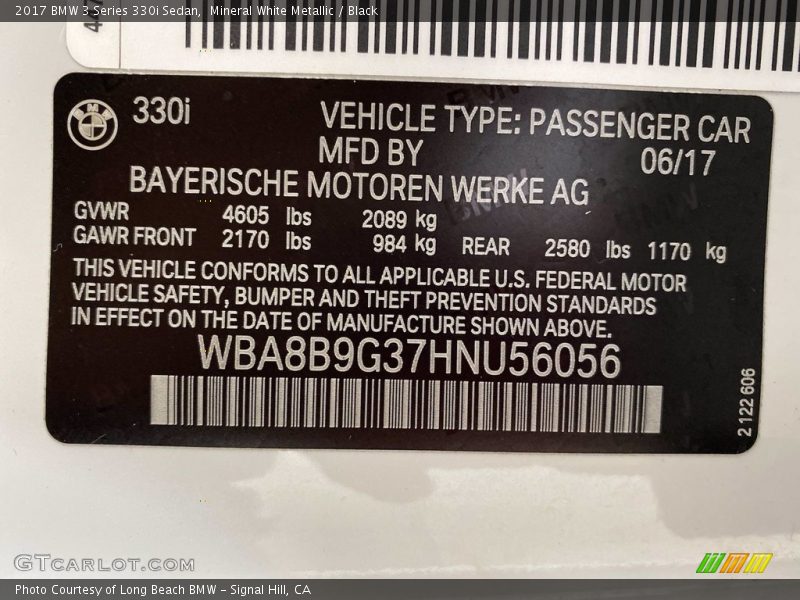 2017 BMW 3 Series 330i Sedan, Mineral White Metallic / Black
BMW
330i
VEHICLE TYPE: PASSENGER CAR
MFD BY 06/17
BAYERISCHE MOTOREN WERKE AG
GVWR 4605 lbs 2089 kg
GAWR FRONT 2170 lbs 984 kg REAR 2580 lbs 1170 kg
THIS VEHICLE CONFORMS TO ALL APPLICABLE U.S. FEDERAL MOTOR
VEHICLE SAFETY, BUMPER AND THEFT PREVENTION STANDARDS
IN EFFECT ON THE DATE OF MANUFACTURE SHOWN ABOVE.
WBA8B9G37HNU56056
2 122 606
GTCARLOT.COM
Photo Courtesy of Long Beach BMW - Signal Hill, CA